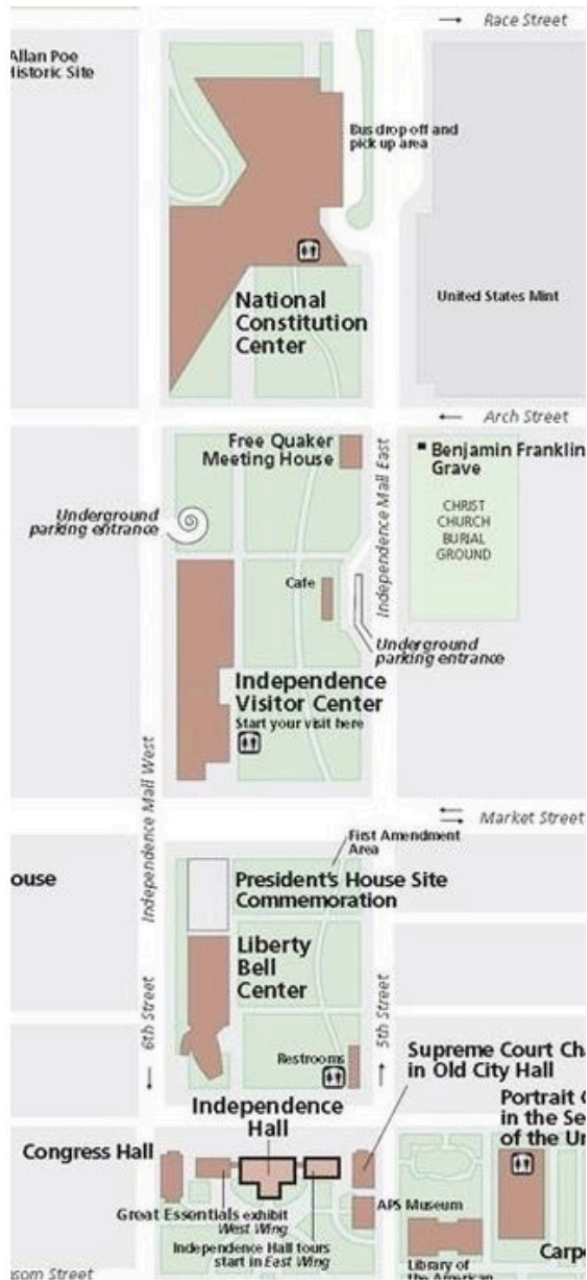 Race Street
Allan Poe
Historic Site
Bus drop off and
pick up area
United States Mint
National
Constitution
Center
Arch Street
Free Quaker
Meeting House
Independence Mall East
Benjamin Franklin
Grave
CHRIST
CHURCH
BURIAL
GROUND
Underground
parking entrance
Cafe
Underground
parking entrance
Independence
Visitor Center
Start your visit here
Independence Mall West
Market Street
First Amendment
Area
ouse
President's House Site
Commemoration
Liberty
Bell
Center
6th Street
5th Street
Restrooms
Supreme Court Ch
in Old City Hall
Independence
Hall
Portrait
in the Se
of the Un
Congress Hall
Great Essentials exhibit
West Wing
APS Museum
Independence Hall tours
start in East Wing
Library of
the American
Carpe
som Street